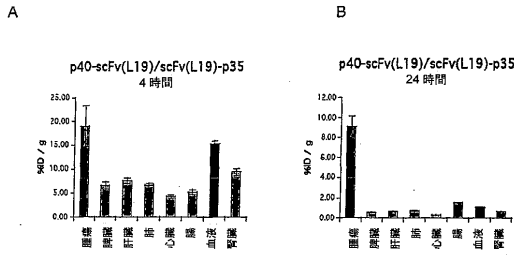 A
p40-scFv(L19)/scFv(L19)-p35
4 時間
25.00
20.00
15.00
10.00
5.00
0.00
%ID / g
腫瘍
脾臓
肝臓
肺
心臓
腸
血液
腎臓
B
p40-scFv(L19)/scFv(L19)-p35
24 時間
12.00
10.00
8.00
6.00
4.00
2.00
0.00
%ID / g
腫瘍
脾臓
肝臓
肺
心臓
腸
血液
腎臓